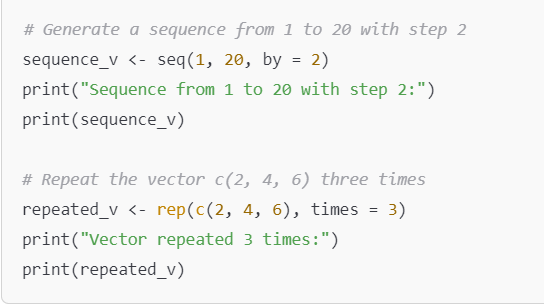 # Generate a sequence from 1 to 20 with step 2
sequence_v <- seq(1, 20, by = 2)
print("Sequence from 1 to 20 with step 2:")
print(sequence_v)
# Repeat the vector c(2, 4, 6) three times
repeated_v <- rep(c(2, 4, 6), times = 3)
print("Vector repeated 3 times:")
print(repeated_v)